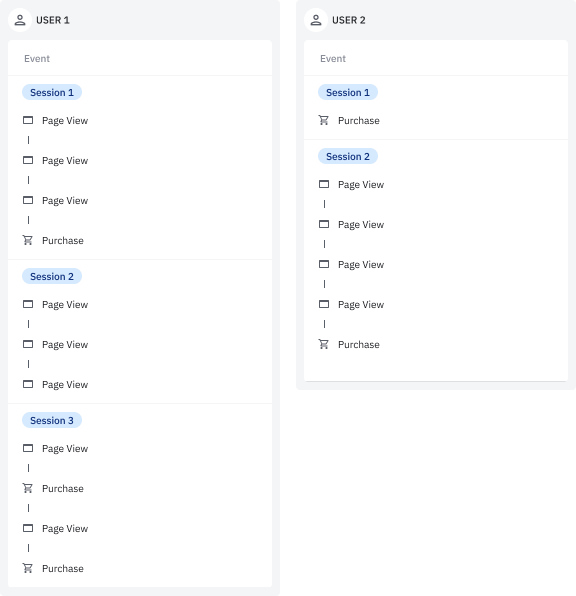 USER 1
Event
Session 1
Page View
Page View
Page View
Purchase
Session 2
Page View
Page View
Page View
Session 3
Page View
Purchase
Page View
Purchase
USER 2
Event
Session 1
Purchase
Session 2
Page View
Page View
Page View
Page View
Purchase